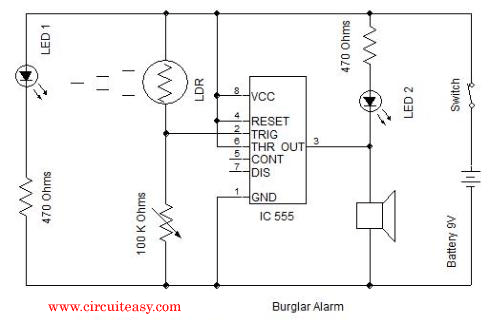 LED 1
470 Ohms
LDR
100 K Ohms
8
VCC
4
RESET
2
TRIG
6
THR OUT
3
5
CONT
7
DIS
1
GND
IC 555
470 Ohms
LED 2
Switch
Battery 9V
www.circuiteasy.com
Burglar Alarm